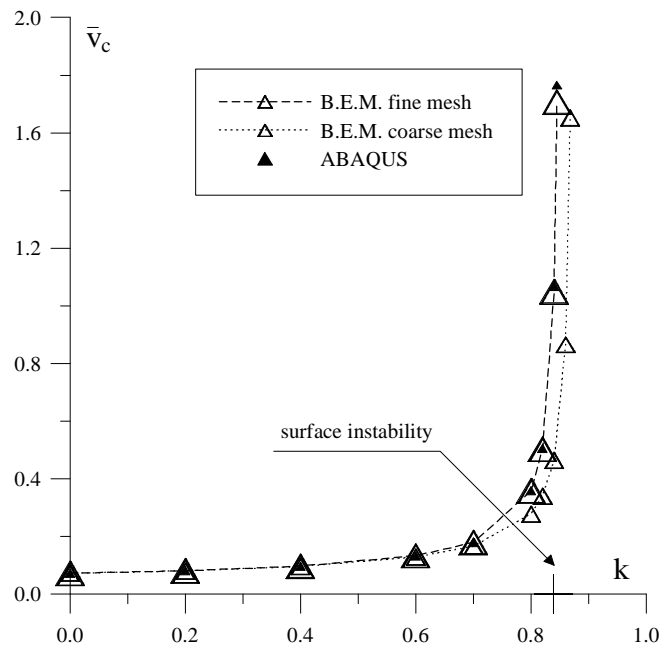 2.0
v̄c
B.E.M. fine mesh
B.E.M. coarse mesh
ABAQUS
1.6
1.2
0.8
surface instability
0.4
k
0.0
0.0 0.2 0.4 0.6 0.8 1.0